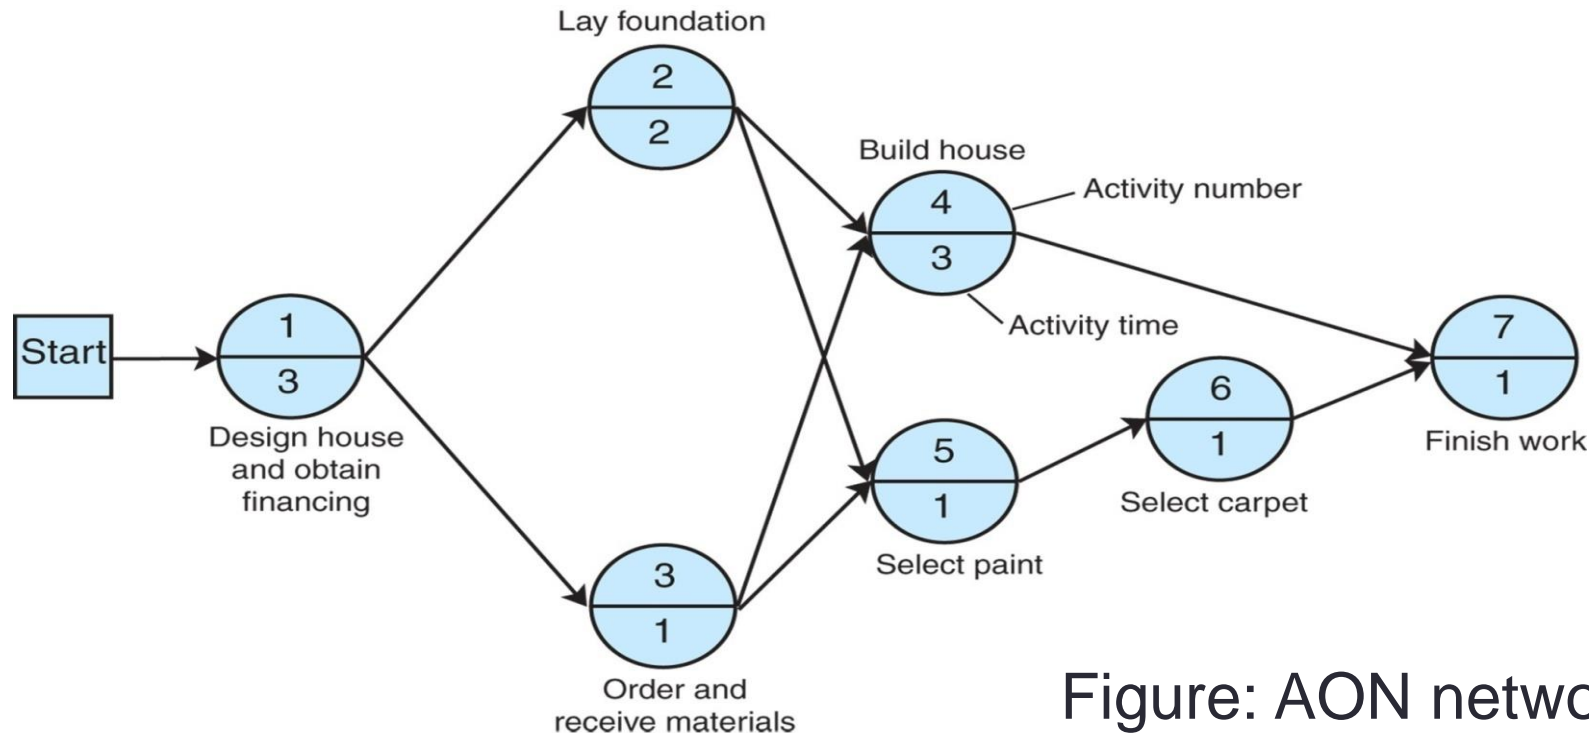 Lay foundation
2
2
Build house
4
3
Activity number
Activity time
Start
1
3
Design house
and obtain
financing
7
1
Finish work
6
1
Select carpet
5
1
Select paint
3
1
Order and
receive materials
Figure: AON netwo